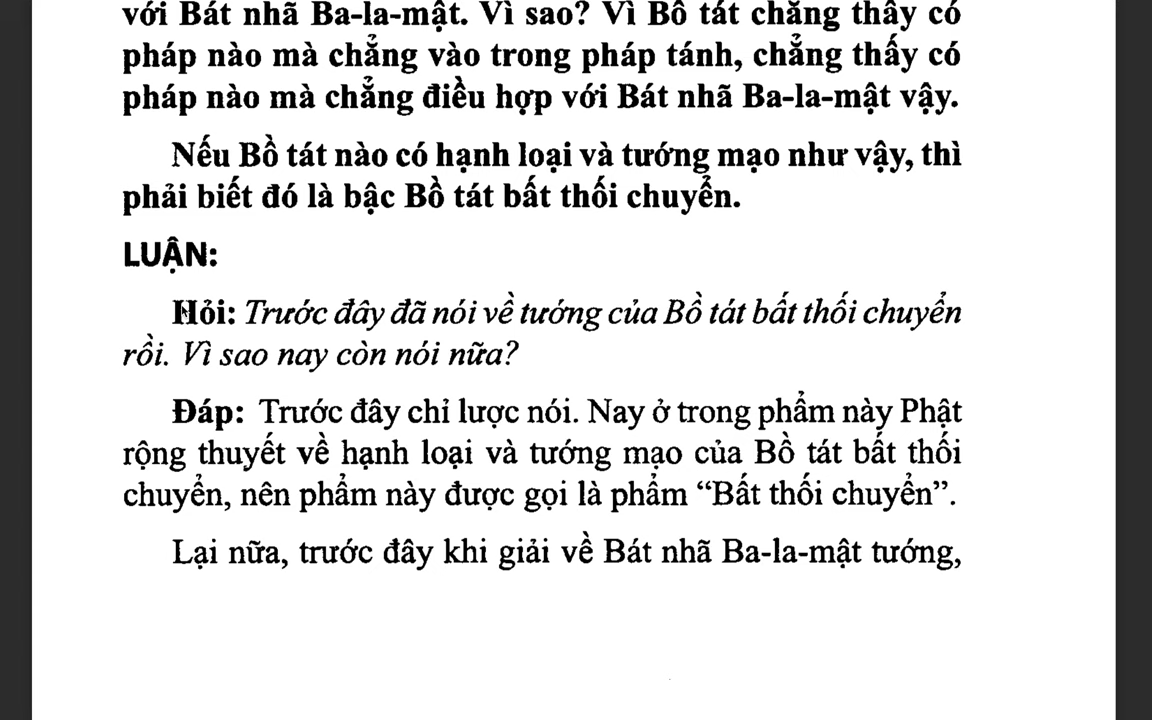 với Bát nhã Ba-la-mật. Vì sao? Vì Bồ tát chẳng thấy có
pháp nào mà chẳng vào trong pháp tánh, chẳng thấy có
pháp nào mà chẳng điều hợp với Bát nhã Ba-la-mật vậy.
Nếu Bồ tát nào có hạnh loại và tướng mạo như vậy, thì
phải biết đó là bậc Bồ tát bất thối chuyển.
LUẬN:
Hỏi: Trước đây đã nói về tướng của Bồ tát bất thối chuyển
rồi. Vì sao nay còn nói nữa?
Đáp: Trước đây chỉ lược nói. Nay ở trong phẩm này Phật
rộng thuyết về hạnh loại và tướng mạo của Bồ tát bất thối
chuyển, nên phẩm này được gọi là phẩm “Bất thối chuyển”.
Lại nữa, trước đây khi giải về Bát nhã Ba-la-mật tướng,